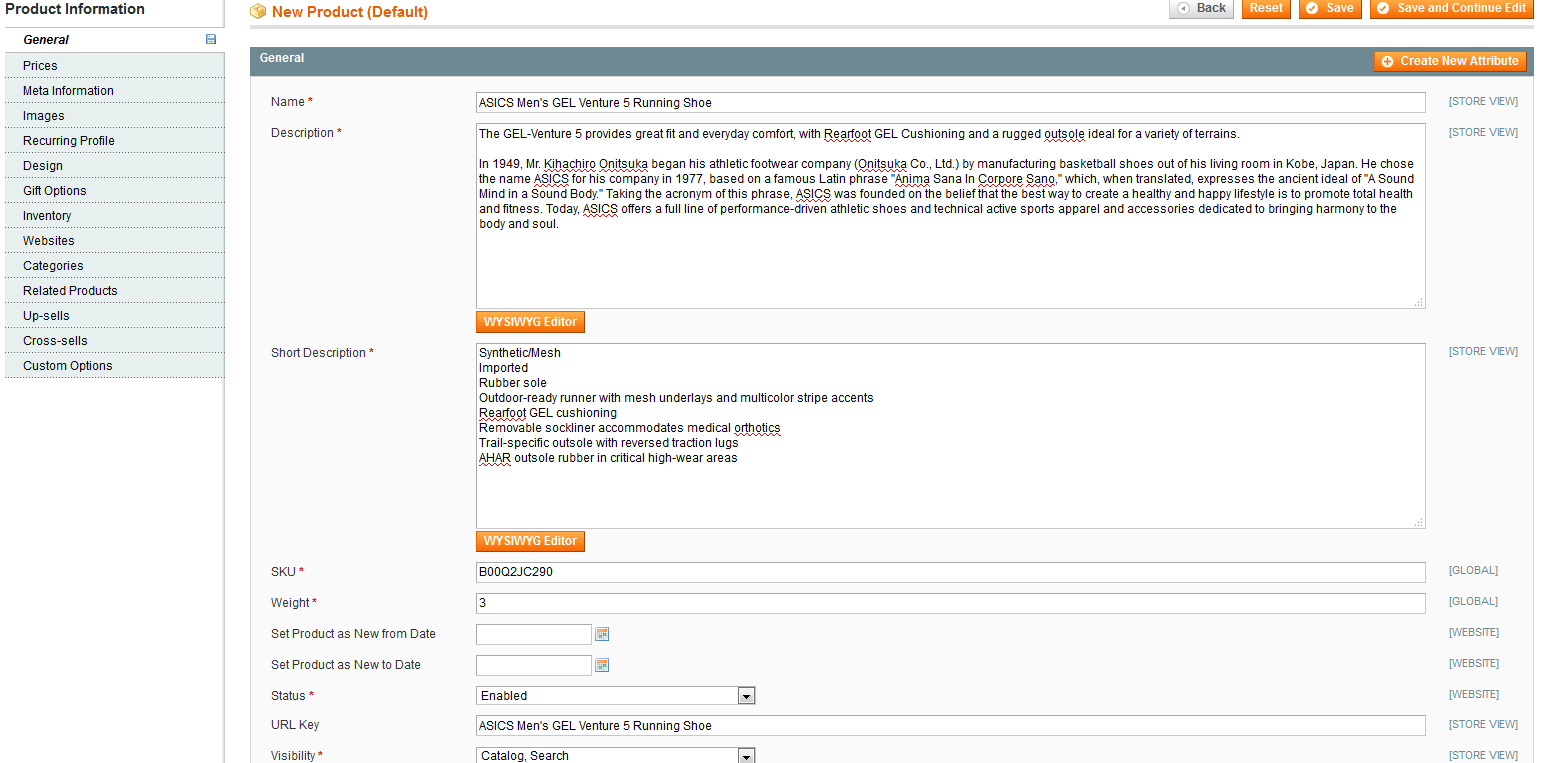 Product Information
General
Prices
Meta Information
Images
Recurring Profile
Design
Gift Options
Inventory
Websites
Categories
Related Products
Up-sells
Cross-sells
Custom Options
New Product (Default)
Back Reset Save Save and Continue Edit
General Create New Attribute
Name * ASICS Men's GEL Venture 5 Running Shoe [STORE VIEW]
Description * [STORE VIEW]
The GEL-Venture 5 provides great fit and everyday comfort, with Rearfoot GEL Cushioning and a rugged outsole ideal for a variety of terrains.
In 1949, Mr. Kihachiro Onitsuka began his athletic footwear company (Onitsuka Co., Ltd.) by manufacturing basketball shoes out of his living room in Kobe, Japan. He chose
the name ASICS for his company in 1977, based on a famous Latin phrase "Anima Sana In Corpore Sano," which, when translated, expresses the ancient ideal of "A Sound
Mind in a Sound Body." Taking the acronym of this phrase, ASICS was founded on the belief that the best way to create a healthy and happy lifestyle is to promote total health
and fitness. Today, ASICS offers a full line of performance-driven athletic shoes and technical active sports apparel and accessories dedicated to bringing harmony to the
body and soul.
WYSIWYG Editor
Short Description * [STORE VIEW]
Synthetic/Mesh
Imported
Rubber sole
Outdoor-ready runner with mesh underlays and multicolor stripe accents
Rearfoot GEL cushioning
Removable sockliner accommodates medical orthotics
Trail-specific outsole with reversed traction lugs
AHAR outsole rubber in critical high-wear areas
WYSIWYG Editor
SKU * B00Q2JC290 [GLOBAL]
Weight * 3 [GLOBAL]
Set Product as New from Date [WEBSITE]
Set Product as New to Date [WEBSITE]
Status * Enabled [WEBSITE]
URL Key ASICS Men's GEL Venture 5 Running Shoe [STORE VIEW]
Visibility * Catalog, Search [STORE VIEW]